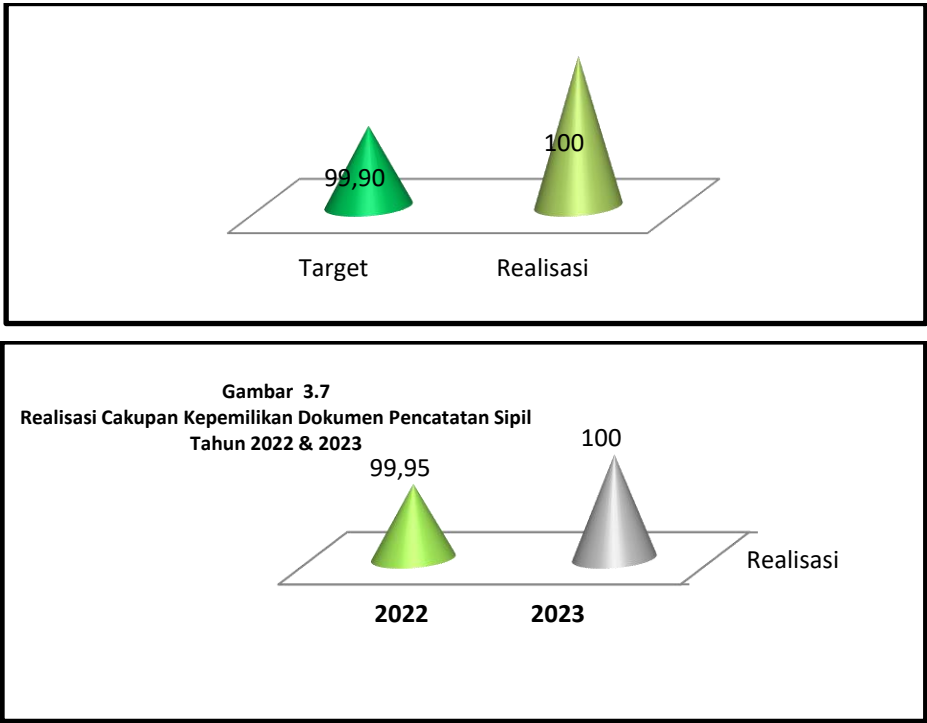 100
99,90
Target Realisasi
Gambar 3.7
Realisasi Cakupan Kepemilikan Dokumen Pencatatan Sipil
Tahun 2022 & 2023
100
99,95
Realisasi
2022 2023